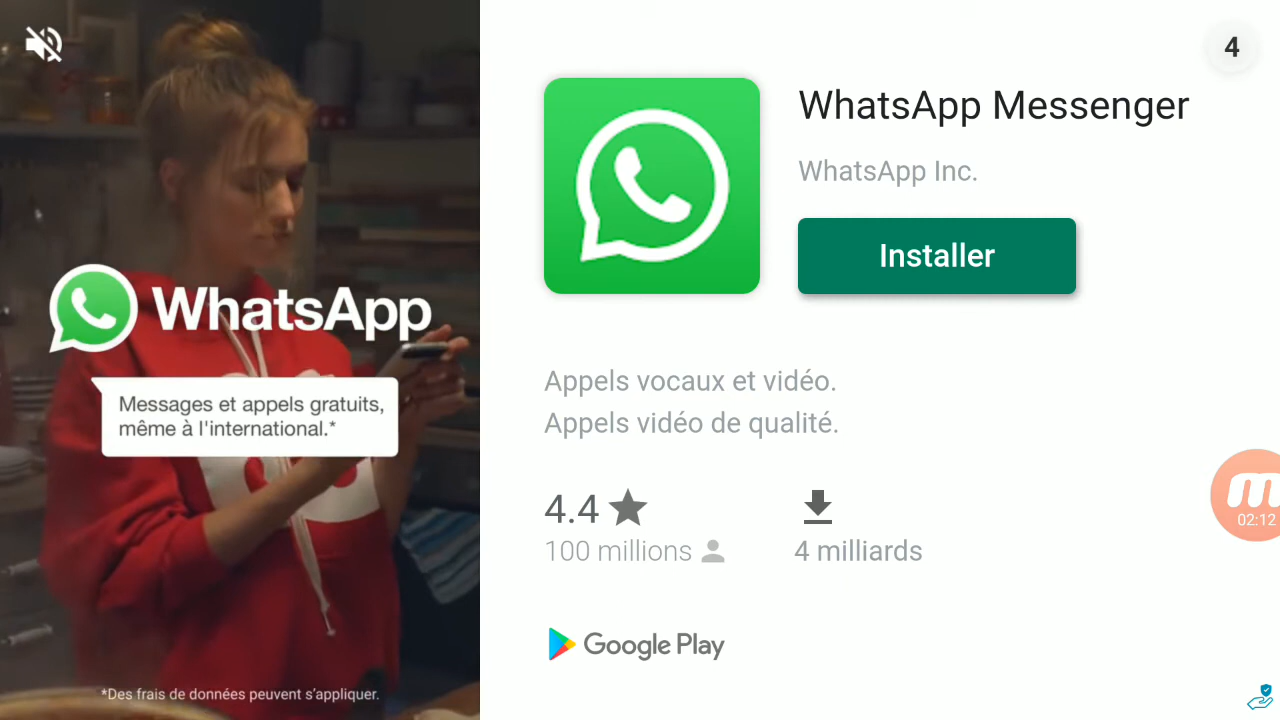 WhatsApp
Messages et appels gratuits,
même à l'international.*
*Des frais de données peuvent s'appliquer.
4
WhatsApp Messenger
WhatsApp Inc.
Installer
Appels vocaux et vidéo.
Appels vidéo de qualité.
4.4
100 millions
4 milliards
Google Play
02:12